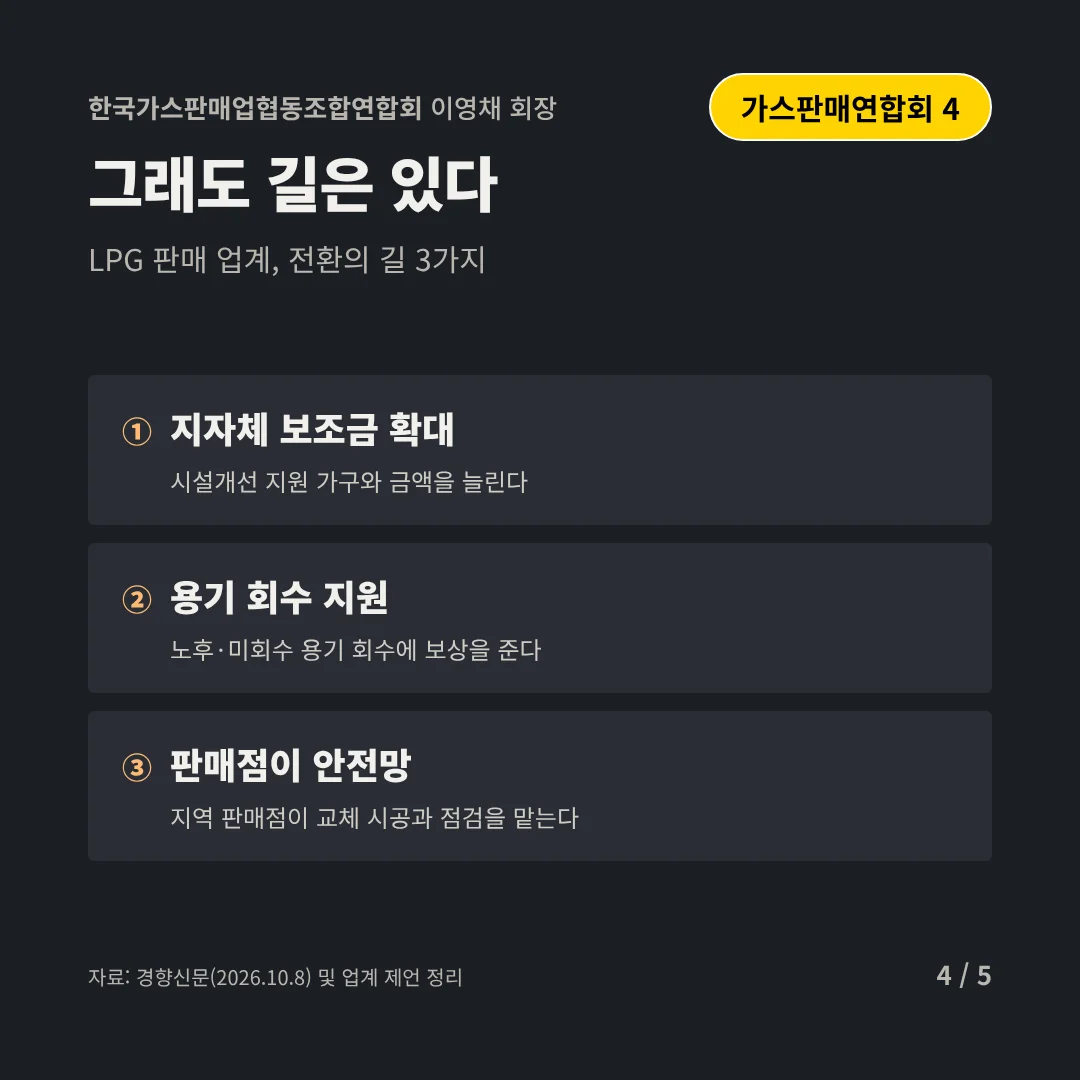 한국가스판매업협동조합연합회 이영채 회장
가스판매연합회 4
그래도 길은 있다
LPG 판매 업계, 전환의 길 3가지
① 지자체 보조금 확대
시설개선 지원 가구와 금액을 늘린다
② 용기 회수 지원
노후·미회수 용기 회수에 보상을 준다
③ 판매점이 안전망
지역 판매점이 교체 시공과 점검을 맡는다
자료: 경향신문(2026.10.8) 및 업계 제언 정리
4 / 5